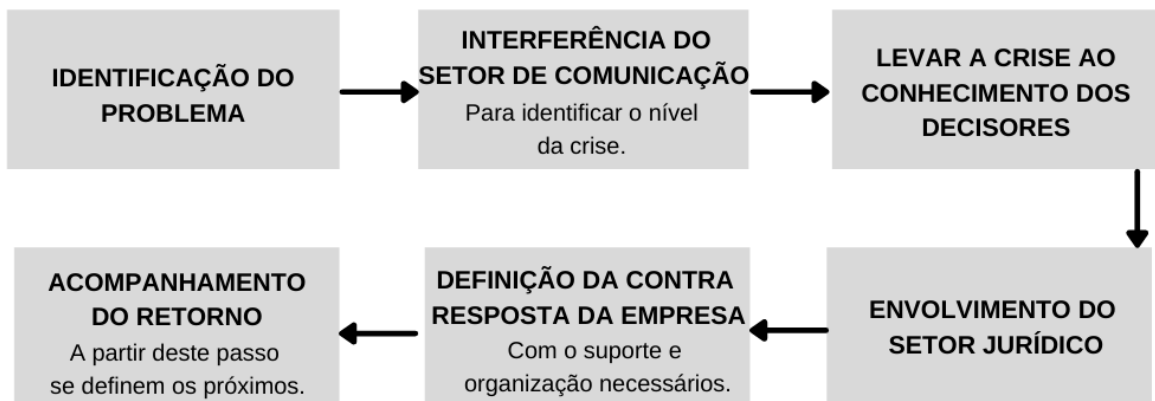 IDENTIFICAÇÃO DO
PROBLEMA
INTERFERÊNCIA DO
SETOR DE COMUNICAÇÃO
Para identificar o nível
da crise.
LEVAR A CRISE AO
CONHECIMENTO DOS
DECISORES
ENVOLVIMENTO DO
SETOR JURÍDICO
DEFINIÇÃO DA CONTRA
RESPOSTA DA EMPRESA
Com o suporte e
organização necessários.
ACOMPANHAMENTO
DO RETORNO
A partir deste passo
se definem os próximos.